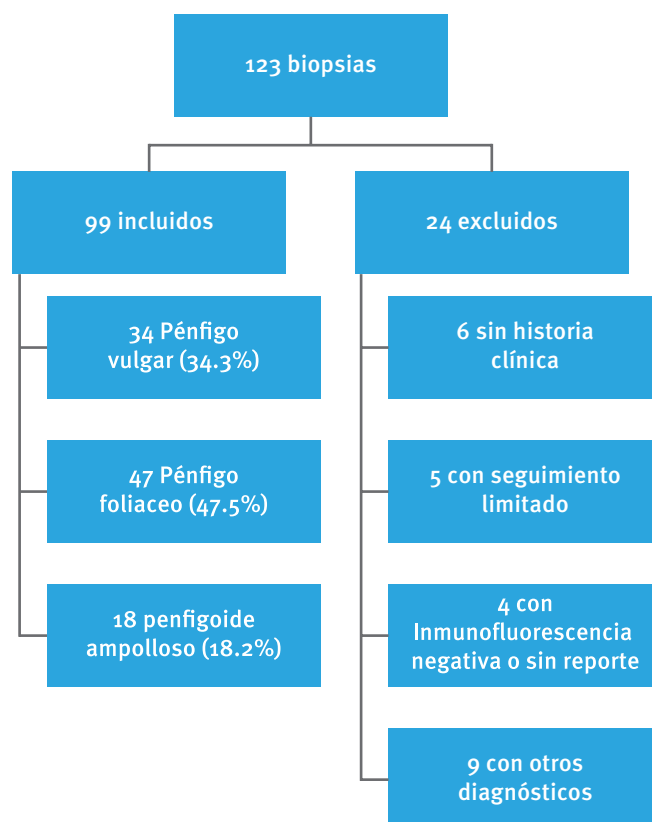 123 biopsias
99 incluidos
24 excluidos
34 Pénfigo
vulgar (34.3%)
47 Pénfigo
foliaceo (47.5%)
18 penfigoide
ampolloso (18.2%)
6 sin historia
clínica
5 con seguimiento
limitado
4 con
Inmunofluorescencia
negativa o sin reporte
9 con otros
diagnósticos